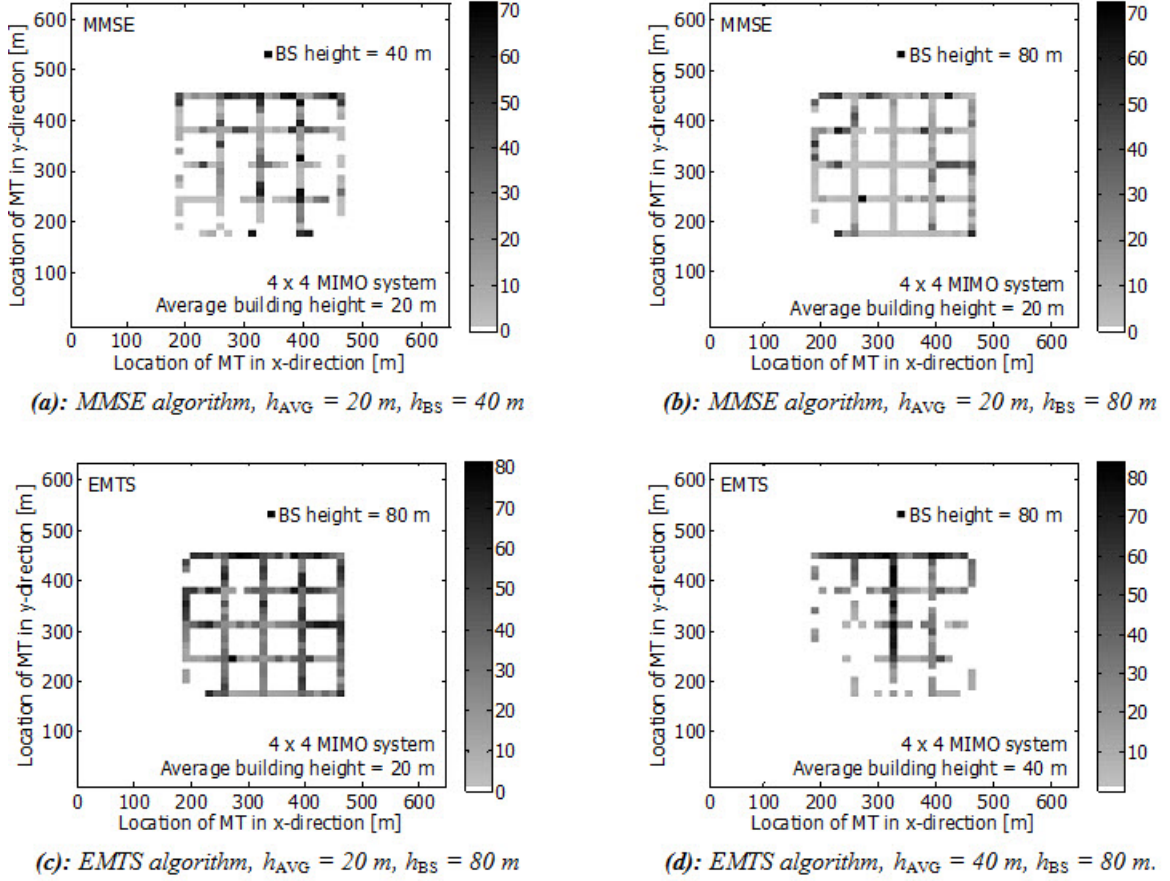 MMSE
BS height = 40 m
4 x 4 MIMO system
Average building height = 20 m
Location of MT in y-direction [m]
600
500
400
300
200
100
0 100 200 300 400 500 600
Location of MT in x-direction [m]
70
60
50
40
30
20
10
0
(a): MMSE algorithm, hAVG = 20 m, hBS = 40 m
MMSE
BS height = 80 m
4 x 4 MIMO system
Average building height = 20 m
Location of MT in y-direction [m]
600
500
400
300
200
100
0 100 200 300 400 500 600
Location of MT in x-direction [m]
70
60
50
40
30
20
10
0
(b): MMSE algorithm, hAVG = 20 m, hBS = 80 m
EMTS
BS height = 80 m
4 x 4 MIMO system
Average building height = 20 m
Location of MT in y-direction [m]
600
500
400
300
200
100
0 100 200 300 400 500 600
Location of MT in x-direction [m]
80
70
60
50
40
30
20
10
0
(c): EMTS algorithm, hAVG = 20 m, hBS = 80 m
EMTS
BS height = 80 m
4 x 4 MIMO system
Average building height = 40 m
Location of MT in y-direction [m]
600
500
400
300
200
100
0 100 200 300 400 500 600
Location of MT in x-direction [m]
80
70
60
50
40
30
20
10
(d): EMTS algorithm, hAVG = 40 m, hBS = 80 m.